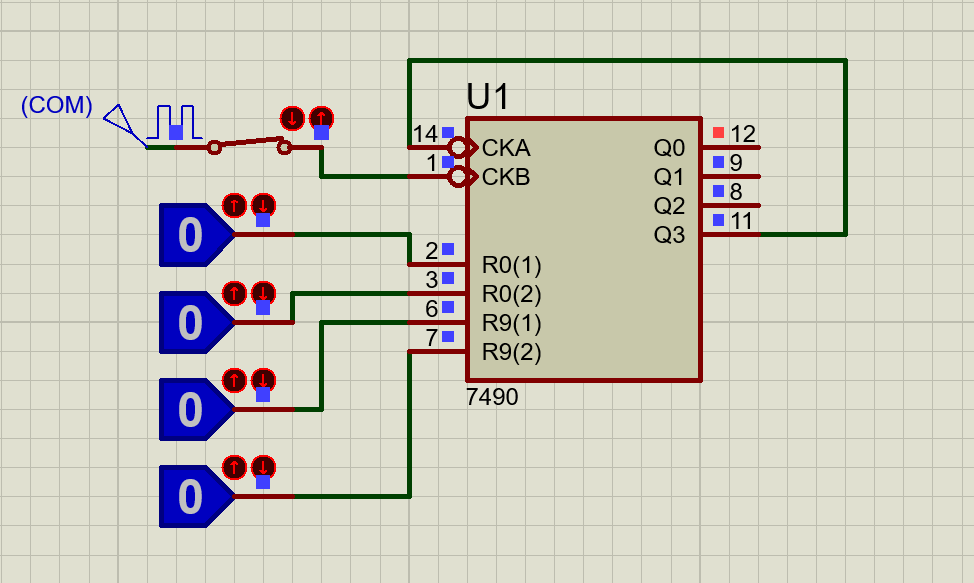 U1
(COM)
14 CKA Q0 12
1 CKB Q1 9
Q2 8
Q3 11
0
2 R0(1)
3 R0(2)
0
6 R9(1)
7 R9(2)
7490
0
0